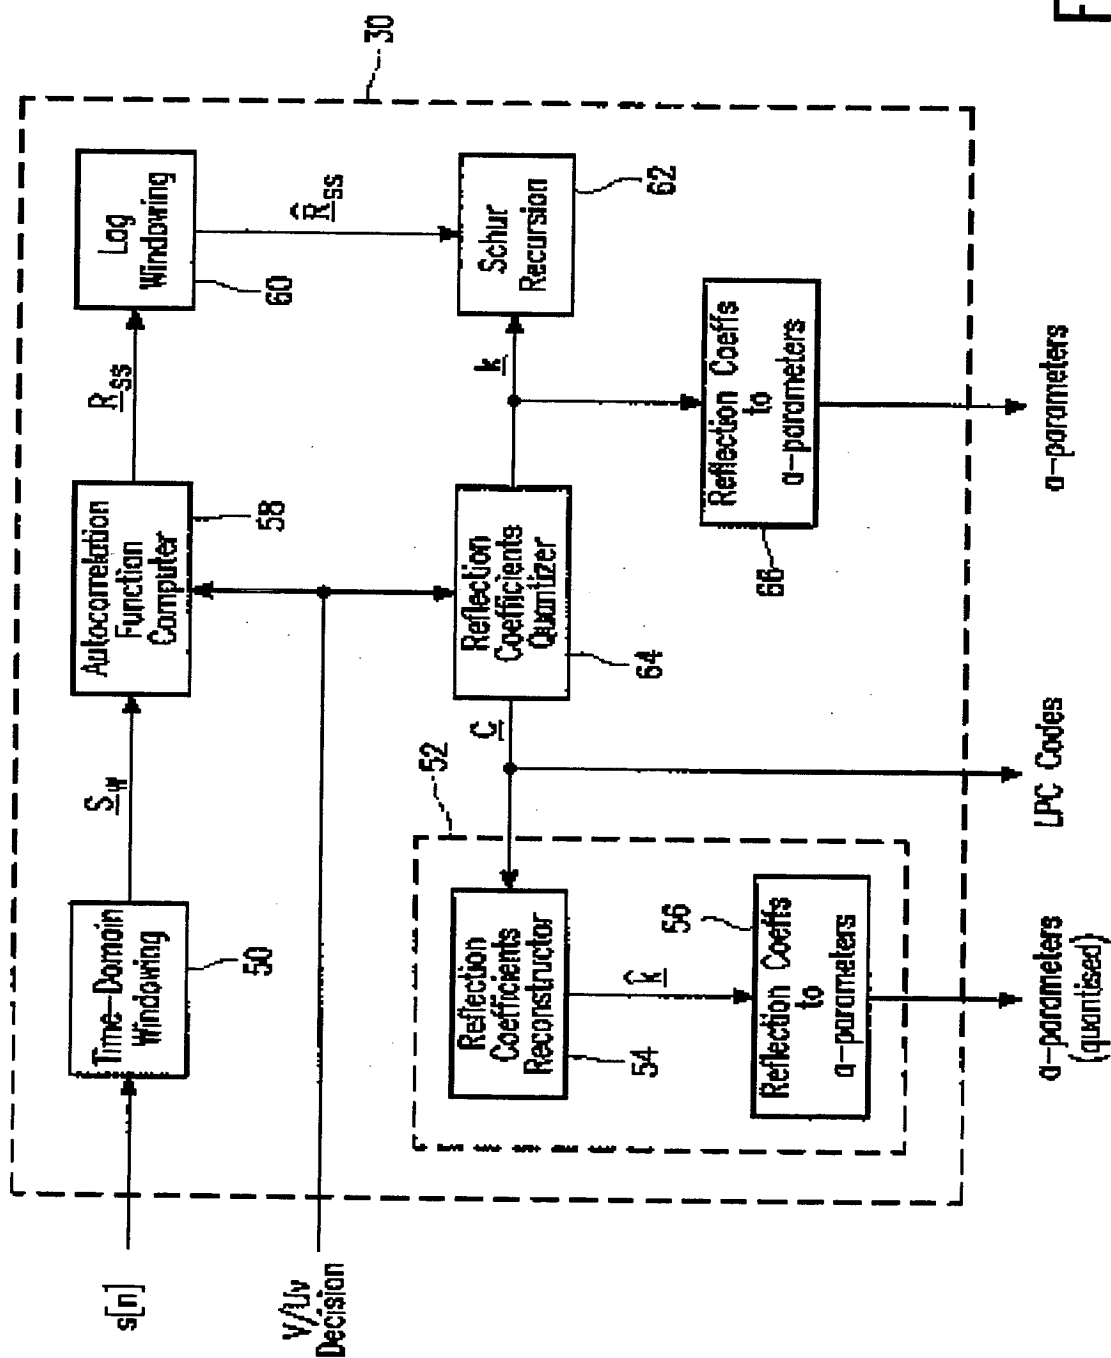 s[n]
Time-Domain
Windowing
50
S_w
Autocorrelation
Function
Computer
58
R_ss
Lag
Windowing
60
R̂_ss
30
V/Uv
Decision
Reflection
Coefficients
Reconstructor
54
C
52
Reflection
Coefficients
Quantizer
64
k
Schur
Recursion
62
k̂
56
Reflection Coeffs
to
a-parameters
Reflection Coeffs
to
a-parameters
66
a-parameters
(quantised)
LPC Codes
a-parameters
F